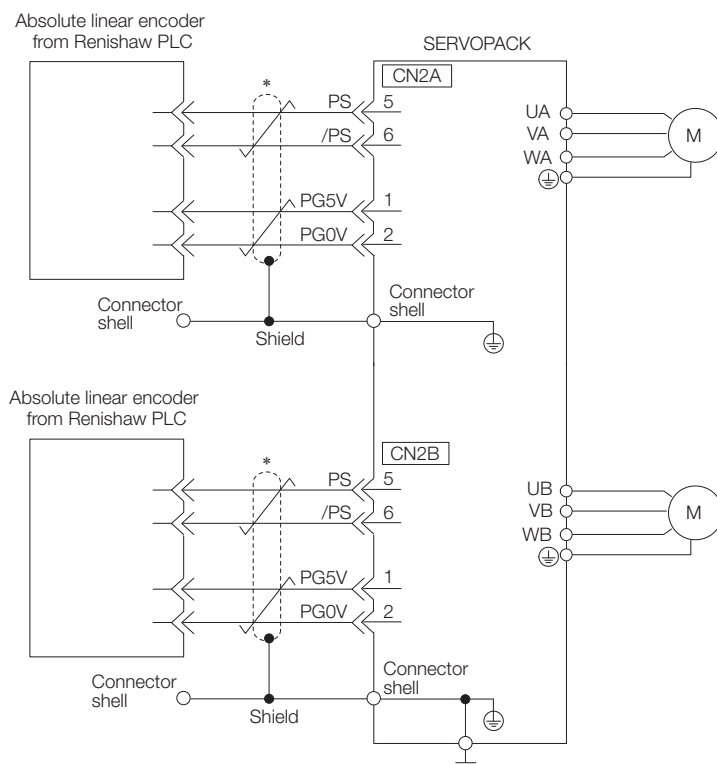 Absolute linear encoder
from Renishaw PLC
SERVOPACK
CN2A
*
PS 5
/PS 6
PG5V 1
PG0V 2
UA
VA
WA
M
Connector
shell
Shield
Connector
shell
Absolute linear encoder
from Renishaw PLC
CN2B
*
PS 5
/PS 6
PG5V 1
PG0V 2
UB
VB
WB
M
Connector
shell
Shield
Connector
shell